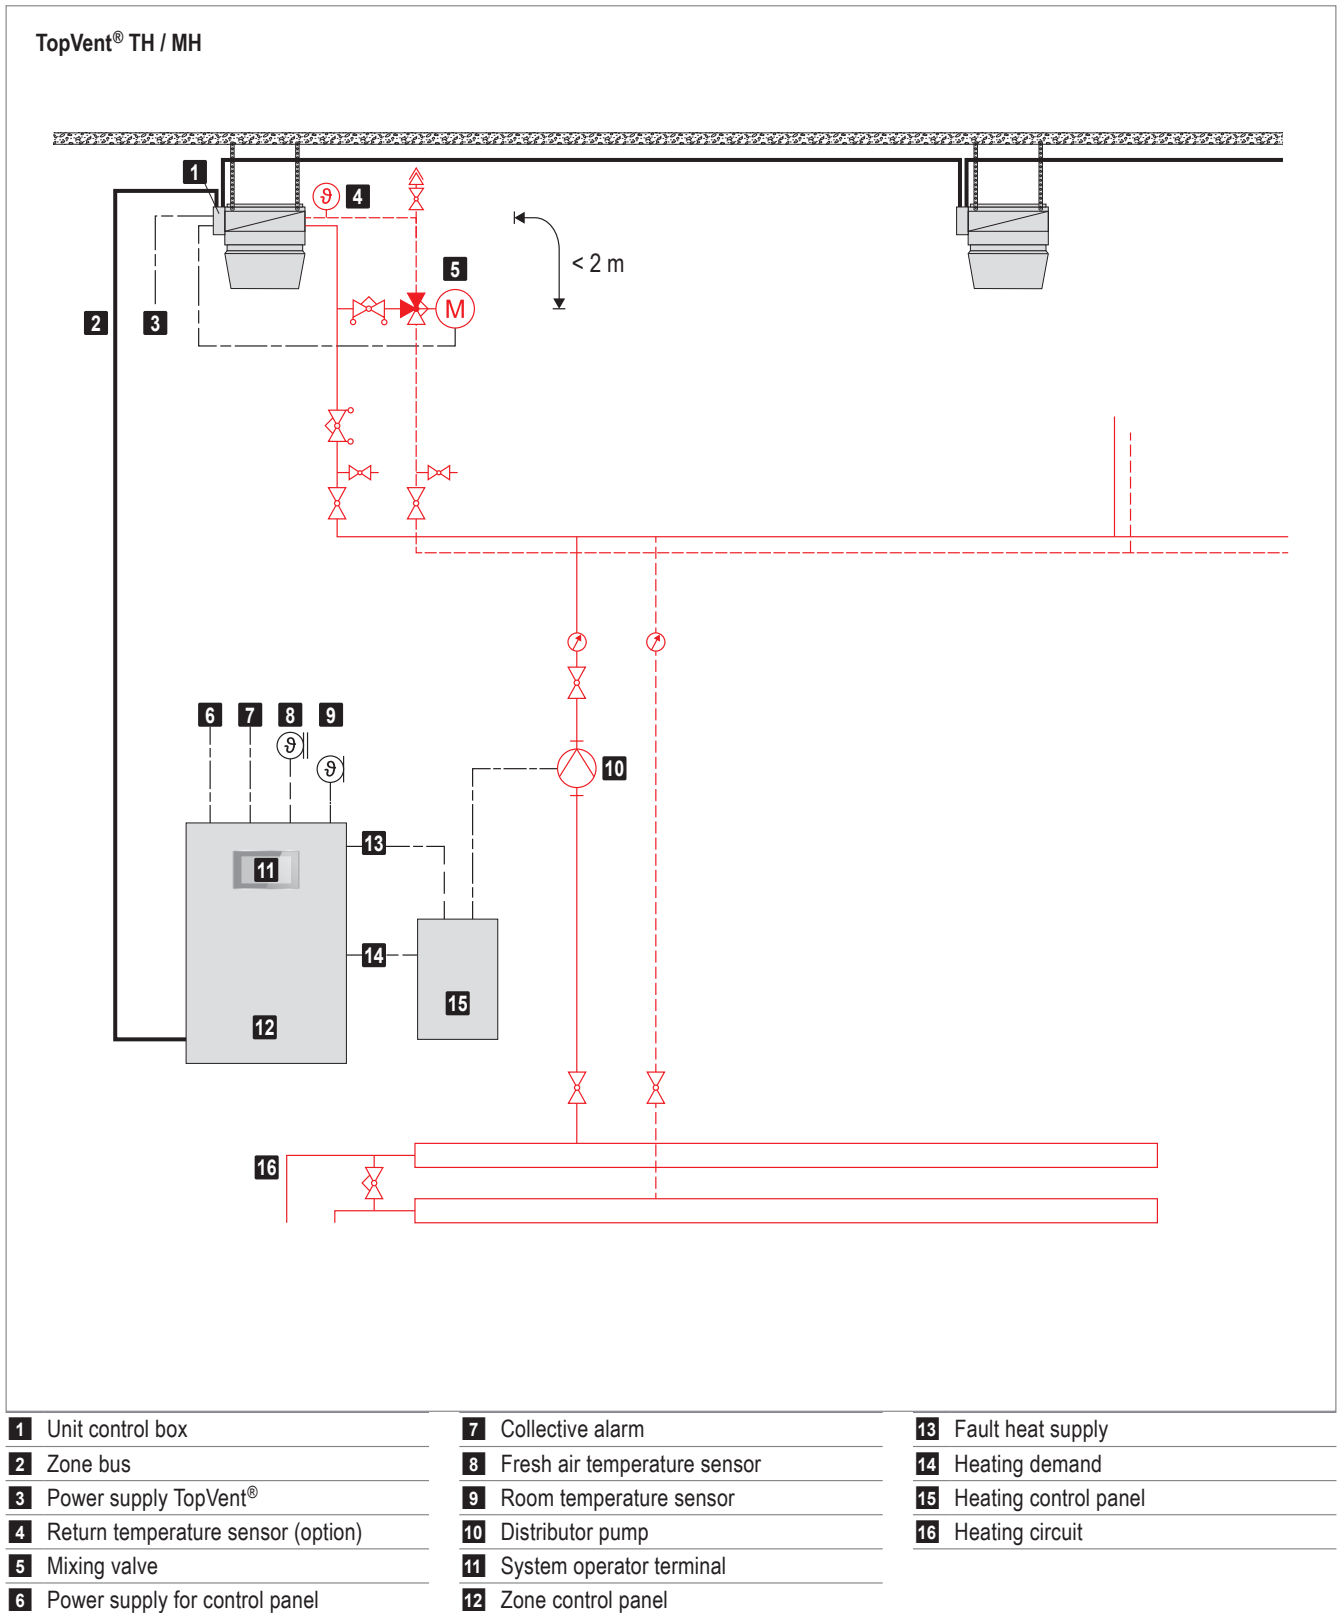 TopVent® TH / MH
1
ϑ 4
5
< 2 m
M
2
3
6 7 8 9
ϑ
ϑ
10
13
11
14
15
12
16
1 Unit control box
2 Zone bus
3 Power supply TopVent®
4 Return temperature sensor (option)
5 Mixing valve
6 Power supply for control panel
7 Collective alarm
8 Fresh air temperature sensor
9 Room temperature sensor
10 Distributor pump
11 System operator terminal
12 Zone control panel
13 Fault heat supply
14 Heating demand
15 Heating control panel
16 Heating circuit